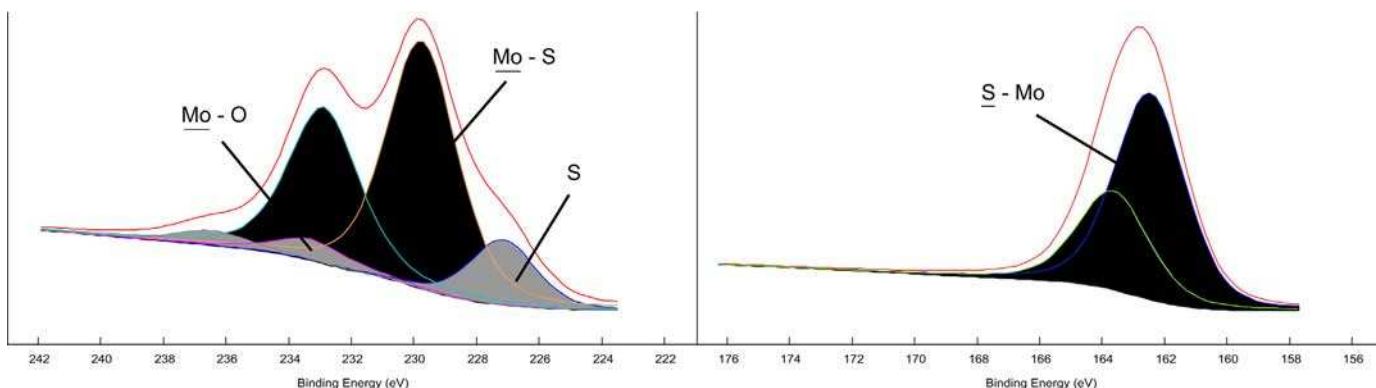 Mo - S
Mo - O
S
242 240 238 236 234 232 230 228 226 224 222
Binding Energy (eV)
S - Mo
176 174 172 170 168 166 164 162 160 158 156
Binding Energy (eV)